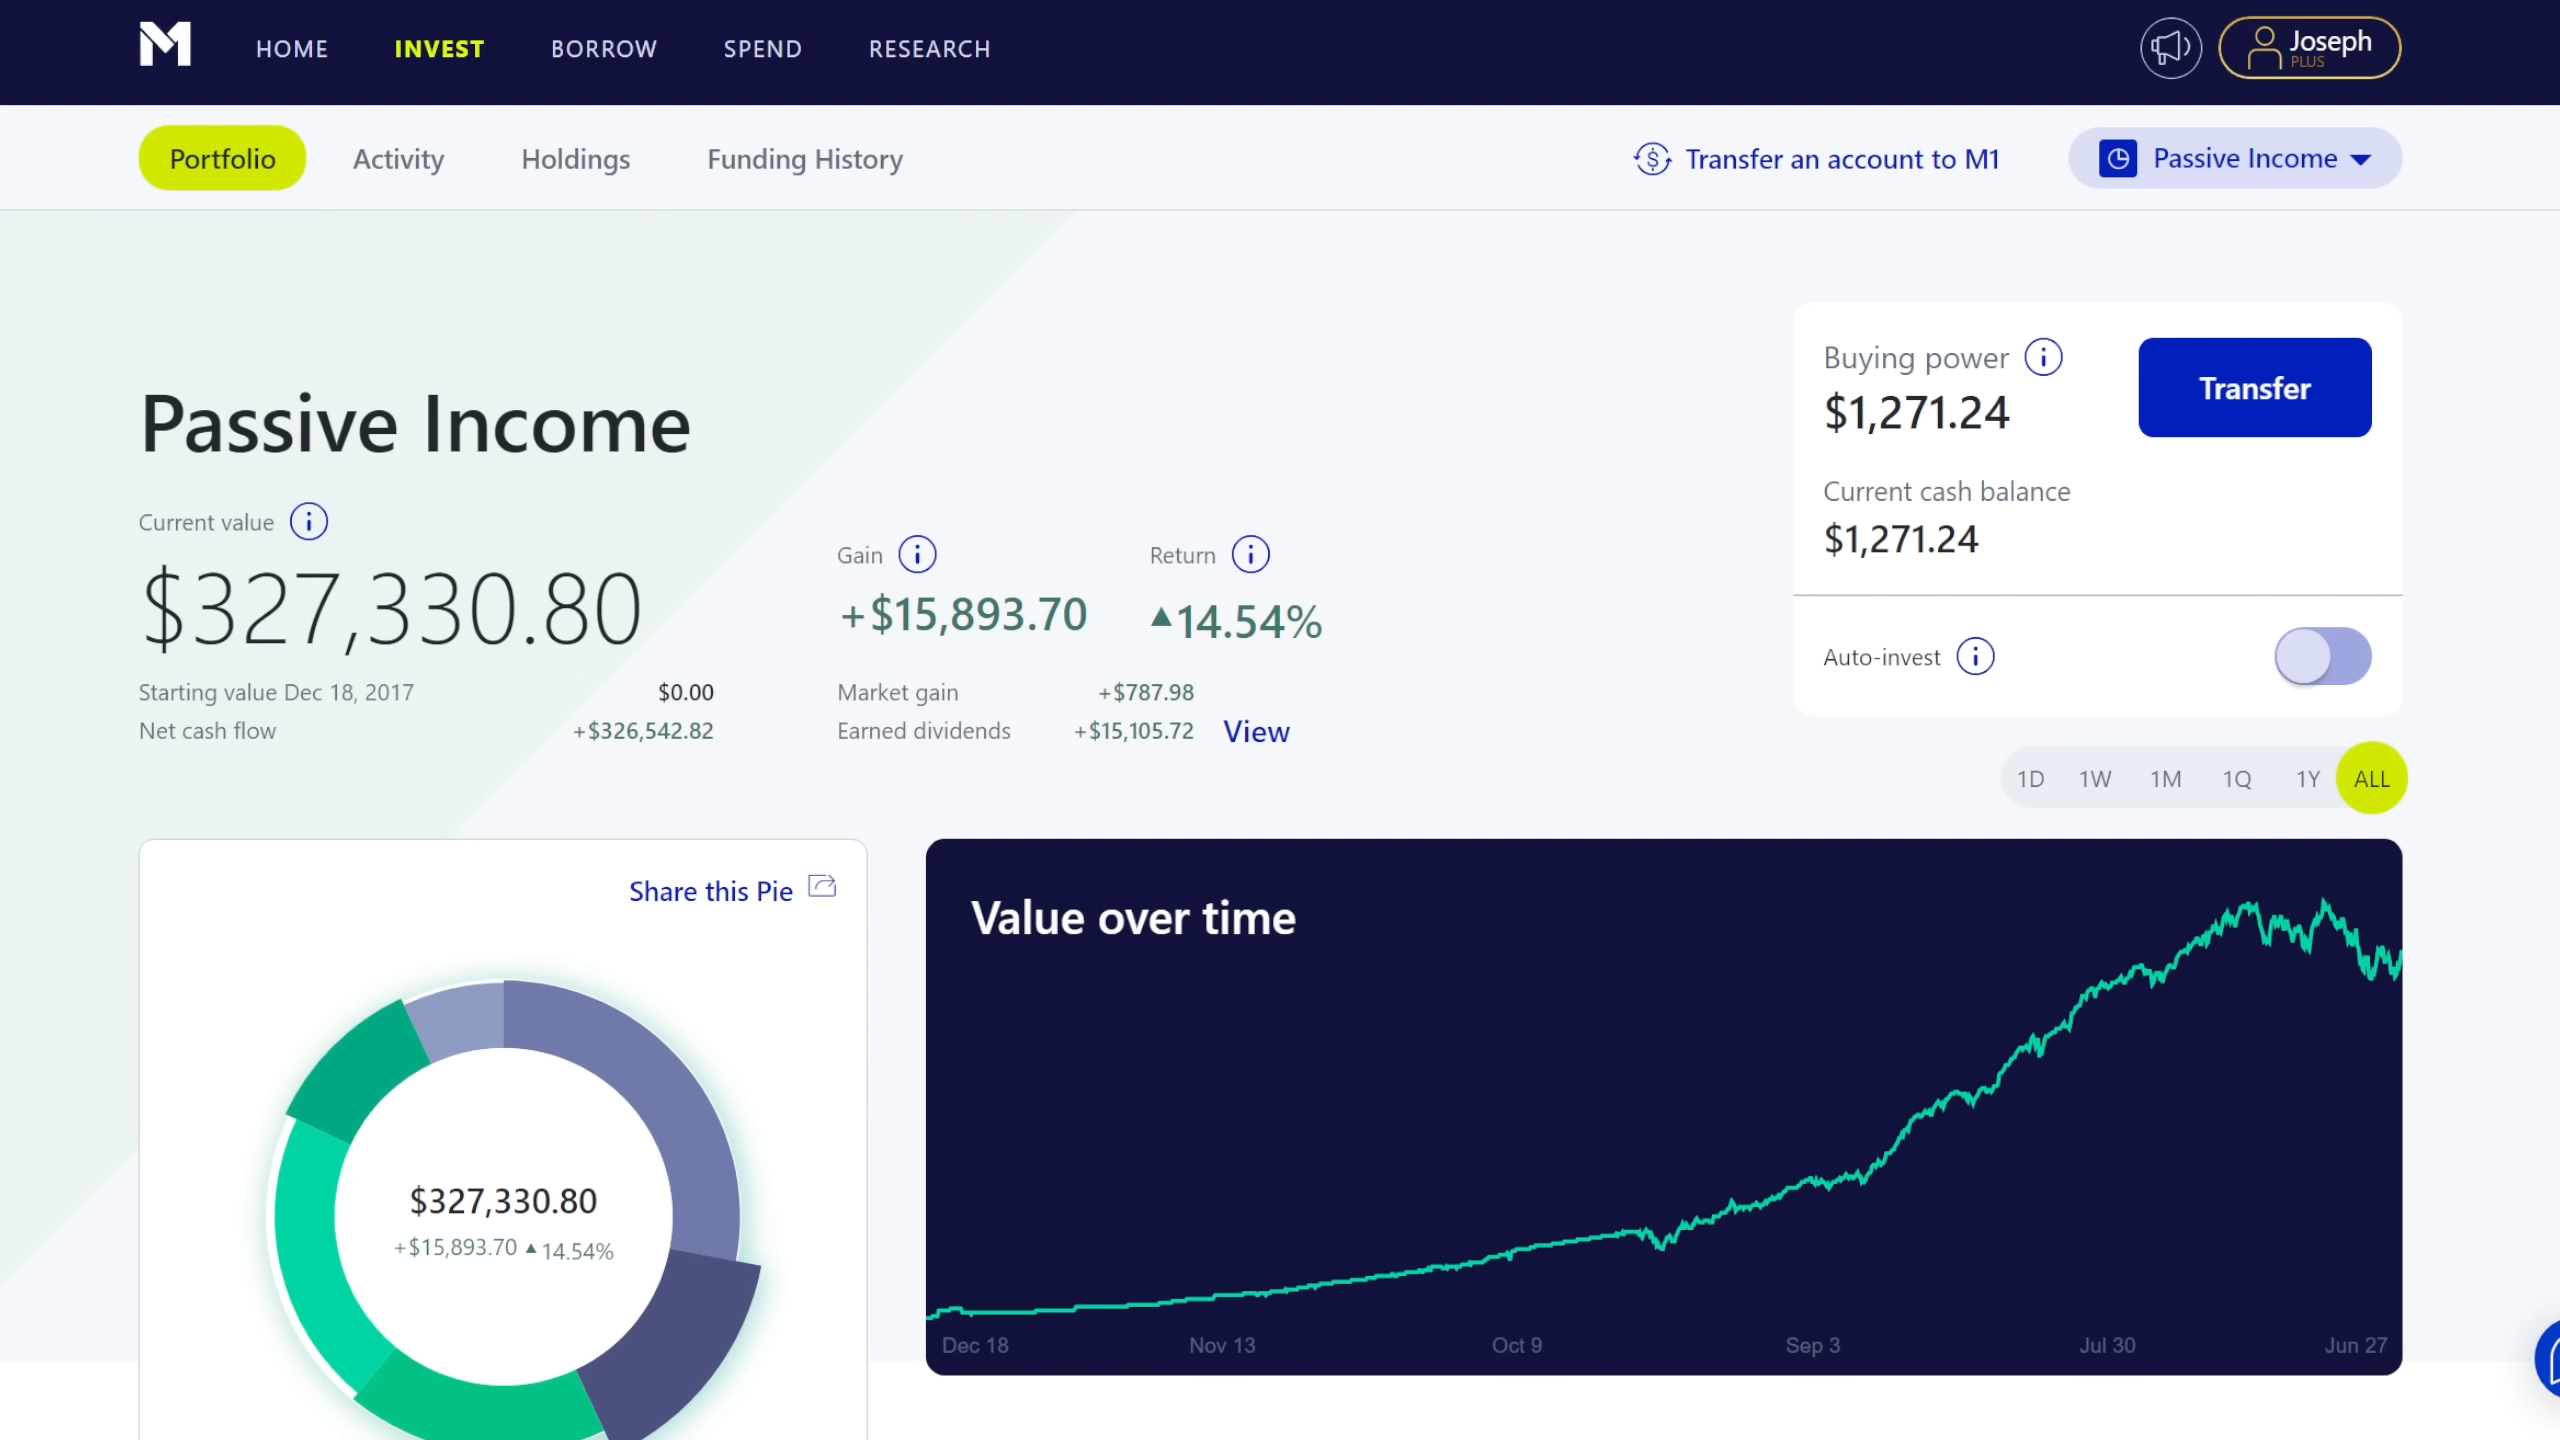 M
HOME
INVEST
BORROW
SPEND
RESEARCH
Joseph
PLUS
Portfolio
Activity
Holdings
Funding History
Transfer an account to M1
Passive Income
Passive Income
Current value
$327,330.80
Starting value Dec 18, 2017 $0.00
Net cash flow +$326,542.82
Gain
+$15,893.70
Return
▲14.54%
Market gain +$787.98
Earned dividends +$15,105.72 View
Buying power
$1,271.24
Transfer
Current cash balance
$1,271.24
Auto-invest
1D 1W 1M 1Q 1Y ALL
Share this Pie
$327,330.80
+$15,893.70 ▲14.54%
Value over time
Dec 18 Nov 13 Oct 9 Sep 3 Jul 30 Jun 27